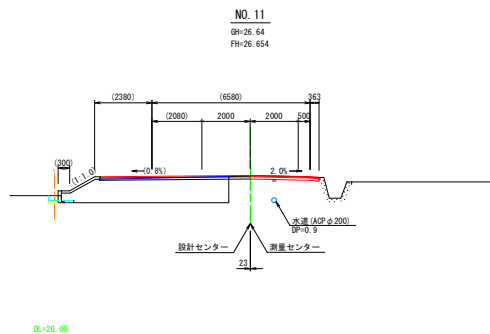 NO. 11
GH=26.64
FH=26.654
(2380)
(6580)
363
(2080)
2000
2000
500
(300)
(1:1.0)
(0.8%)
2.0%
水道(ACPφ200)
DP=0.9
設計センター
測量センター
23
DL=20.00